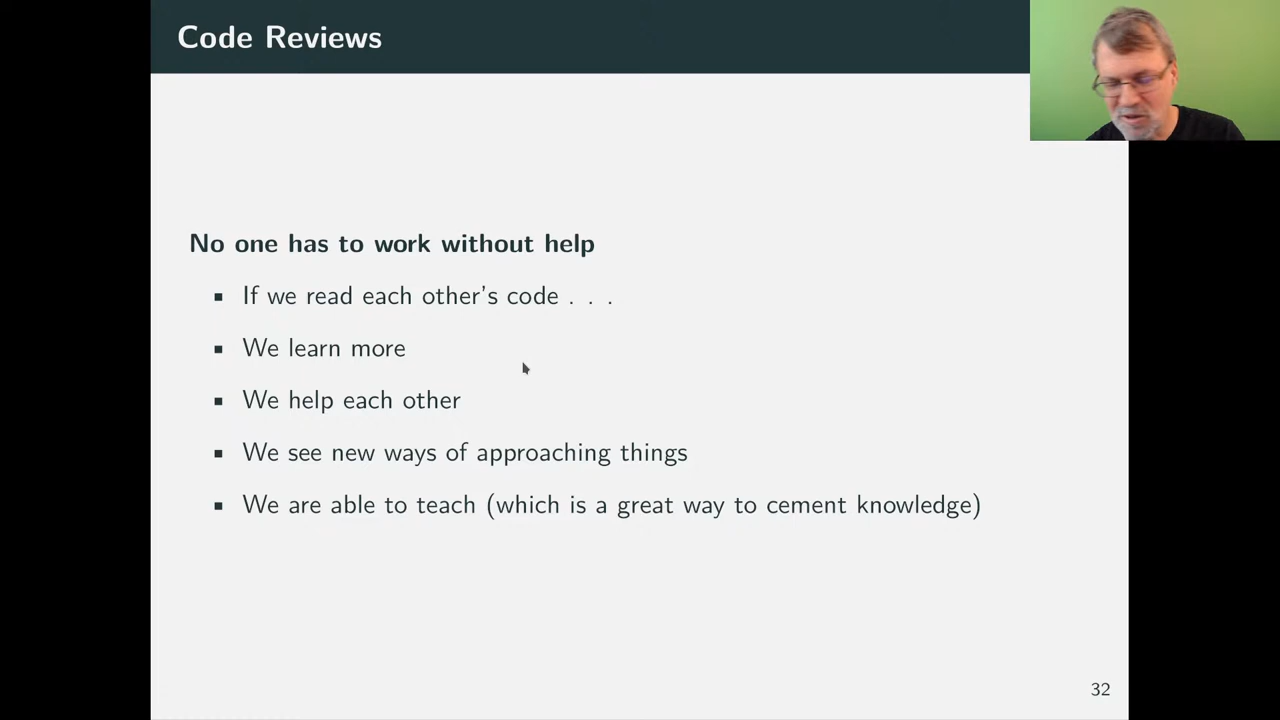 Code Reviews
No one has to work without help
▪ If we read each other's code . . .
▪ We learn more
▪ We help each other
▪ We see new ways of approaching things
▪ We are able to teach (which is a great way to cement knowledge)
32